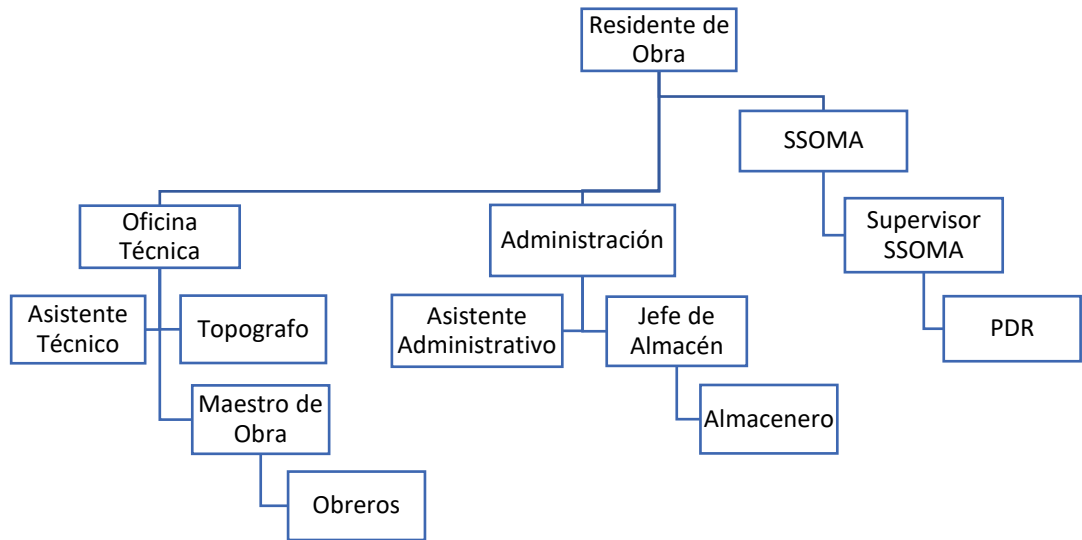 Residente de
Obra
SSOMA
Oficina
Técnica
Administración
Supervisor
SSOMA
Asistente
Técnico
Topografo
Asistente
Administrativo
Jefe de
Almacén
PDR
Maestro de
Obra
Almacenero
Obreros